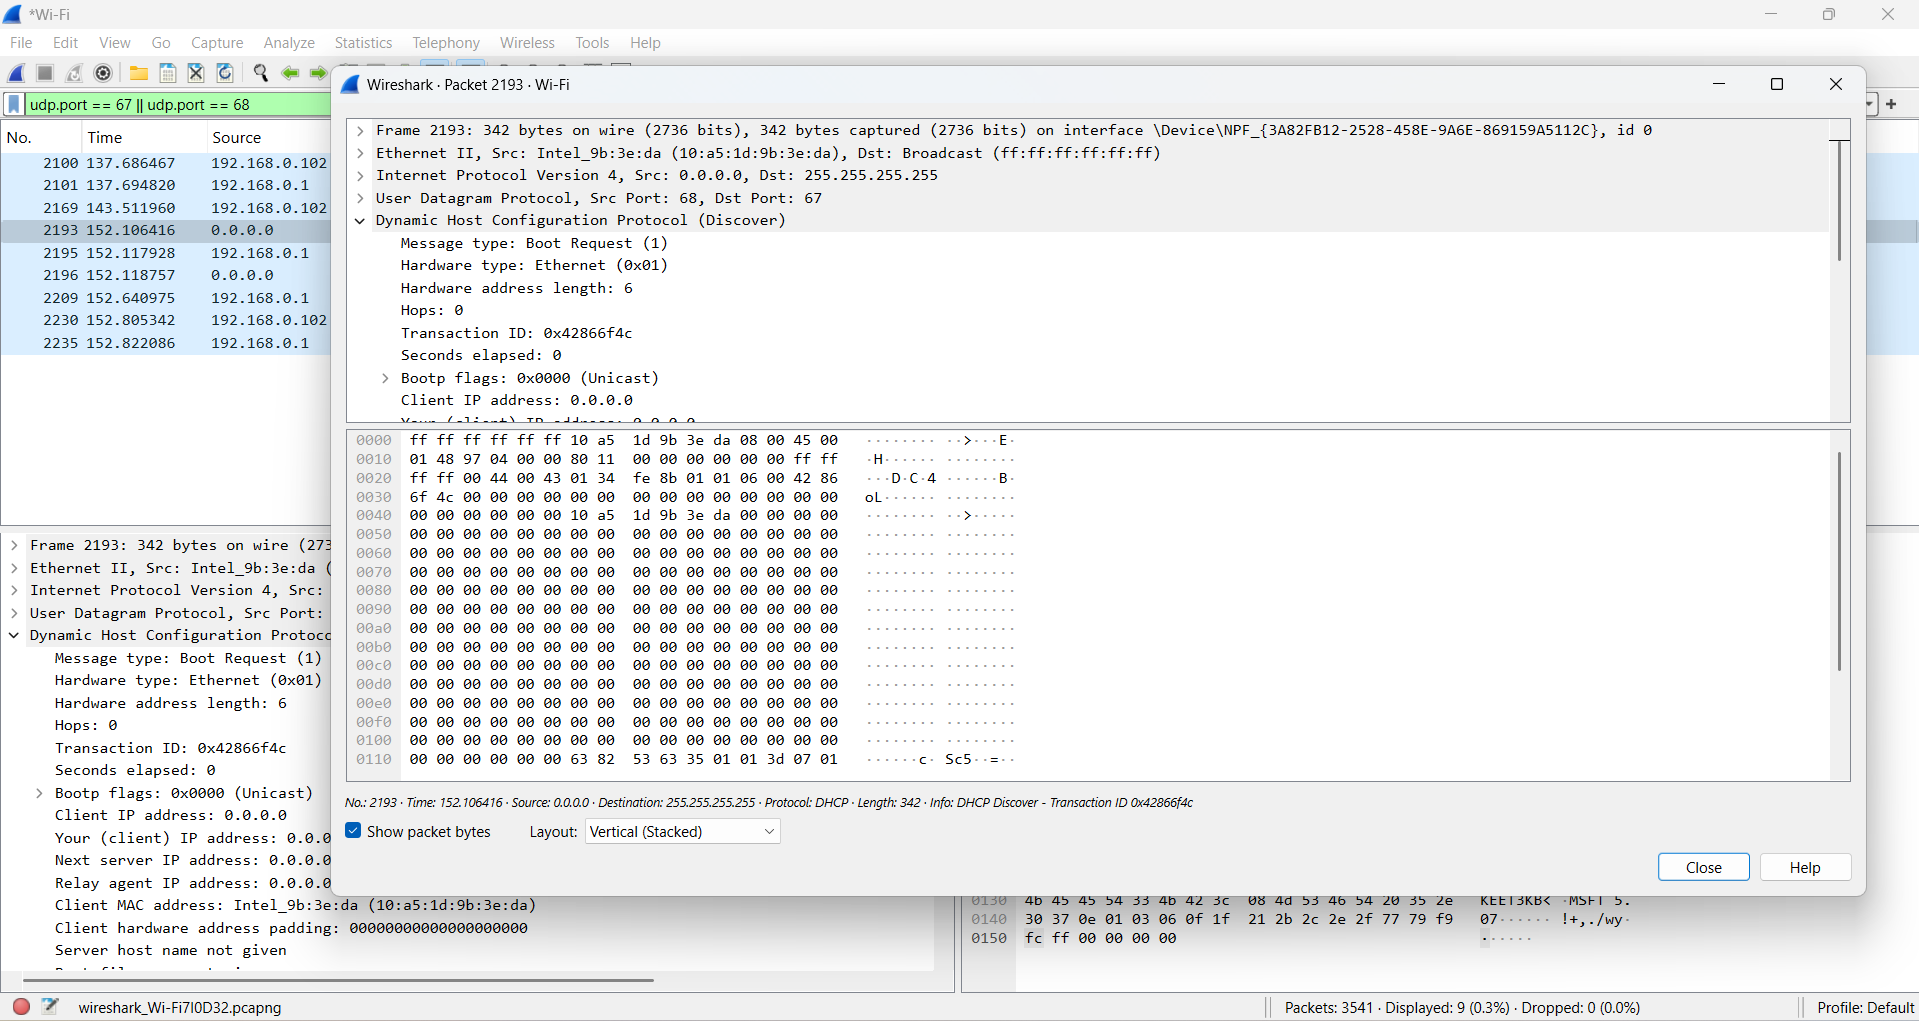 *Wi-Fi
File Edit View Go Capture Analyze Statistics Telephony Wireless Tools Help
udp.port == 67 || udp.port == 68
No. Time Source
2100 137.686467 192.168.0.102
2101 137.694820 192.168.0.1
2169 143.511960 192.168.0.102
2193 152.106416 0.0.0.0
2195 152.117928 192.168.0.1
2196 152.118757 0.0.0.0
2209 152.640975 192.168.0.1
2230 152.805342 192.168.0.102
2235 152.822086 192.168.0.1
Wireshark · Packet 2193 · Wi-Fi
Frame 2193: 342 bytes on wire (2736 bits), 342 bytes captured (2736 bits) on interface \Device\NPF_{3A82FB12-2528-458E-9A6E-869159A5112C}, id 0
Ethernet II, Src: Intel_9b:3e:da (10:a5:1d:9b:3e:da), Dst: Broadcast (ff:ff:ff:ff:ff:ff)
Internet Protocol Version 4, Src: 0.0.0.0, Dst: 255.255.255.255
User Datagram Protocol, Src Port: 68, Dst Port: 67
Dynamic Host Configuration Protocol (Discover)
Message type: Boot Request (1)
Hardware type: Ethernet (0x01)
Hardware address length: 6
Hops: 0
Transaction ID: 0x42866f4c
Seconds elapsed: 0
Bootp flags: 0x0000 (Unicast)
Client IP address: 0.0.0.0
0000 ff ff ff ff ff ff 10 a5 1d 9b 3e da 08 00 45 00 ········ ··>···E·
0010 01 48 97 04 00 00 80 11 00 00 00 00 00 00 ff ff ·H······ ········
0020 ff ff 00 44 00 43 01 34 fe 8b 01 01 06 00 42 86 ···D·C·4 ······B·
0030 6f 4c 00 00 00 00 00 00 00 00 00 00 00 00 00 00 oL······ ········
0040 00 00 00 00 00 00 10 a5 1d 9b 3e da 00 00 00 00 ········ ··>·····
0050 00 00 00 00 00 00 00 00 00 00 00 00 00 00 00 00 ········ ········
0060 00 00 00 00 00 00 00 00 00 00 00 00 00 00 00 00 ········ ········
0070 00 00 00 00 00 00 00 00 00 00 00 00 00 00 00 00 ········ ········
0080 00 00 00 00 00 00 00 00 00 00 00 00 00 00 00 00 ········ ········
0090 00 00 00 00 00 00 00 00 00 00 00 00 00 00 00 00 ········ ········
00a0 00 00 00 00 00 00 00 00 00 00 00 00 00 00 00 00 ········ ········
00b0 00 00 00 00 00 00 00 00 00 00 00 00 00 00 00 00 ········ ········
00c0 00 00 00 00 00 00 00 00 00 00 00 00 00 00 00 00 ········ ········
00d0 00 00 00 00 00 00 00 00 00 00 00 00 00 00 00 00 ········ ········
00e0 00 00 00 00 00 00 00 00 00 00 00 00 00 00 00 00 ········ ········
00f0 00 00 00 00 00 00 00 00 00 00 00 00 00 00 00 00 ········ ········
0100 00 00 00 00 00 00 00 00 00 00 00 00 00 00 00 00 ········ ········
0110 00 00 00 00 00 00 63 82 53 63 35 01 01 3d 07 01 ······c· Sc5··=··
No.: 2193 · Time: 152.106416 · Source: 0.0.0.0 · Destination: 255.255.255.255 · Protocol: DHCP · Length: 342 · Info: DHCP Discover - Transaction ID 0x42866f4c
Show packet bytes Layout: Vertical (Stacked)
Close Help
Frame 2193: 342 bytes on wire (273
Ethernet II, Src: Intel_9b:3e:da (
Internet Protocol Version 4, Src:
User Datagram Protocol, Src Port:
Dynamic Host Configuration Protoc
Message type: Boot Request (1)
Hardware type: Ethernet (0x01)
Hardware address length: 6
Hops: 0
Transaction ID: 0x42866f4c
Seconds elapsed: 0
Bootp flags: 0x0000 (Unicast)
Client IP address: 0.0.0.0
Your (client) IP address: 0.0.0
Next server IP address: 0.0.0.0
Relay agent IP address: 0.0.0.0
Client MAC address: Intel_9b:3e:da (10:a5:1d:9b:3e:da)
Client hardware address padding: 00000000000000000000
Server host name not given
0130 4b 45 45 54 33 4b 42 3c 08 4d 53 46 54 20 35 2e KEET3KB< ·MSFT 5.
0140 30 37 0e 01 03 06 0f 1f 21 2b 2c 2e 2f 77 79 f9 07······ !+,./wy·
0150 fc ff 00 00 00 00 ······
wireshark_Wi-Fi7I0D32.pcapng
Packets: 3541 · Displayed: 9 (0.3%) · Dropped: 0 (0.0%)
Profile: Default